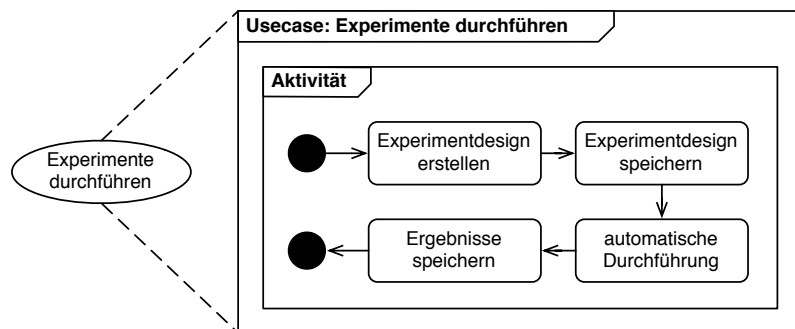 Usecase: Experimente durchführen
Aktivität
Experimente
durchführen
Experimentdesign
erstellen
Experimentdesign
speichern
Ergebnisse
speichern
automatische
Durchführung